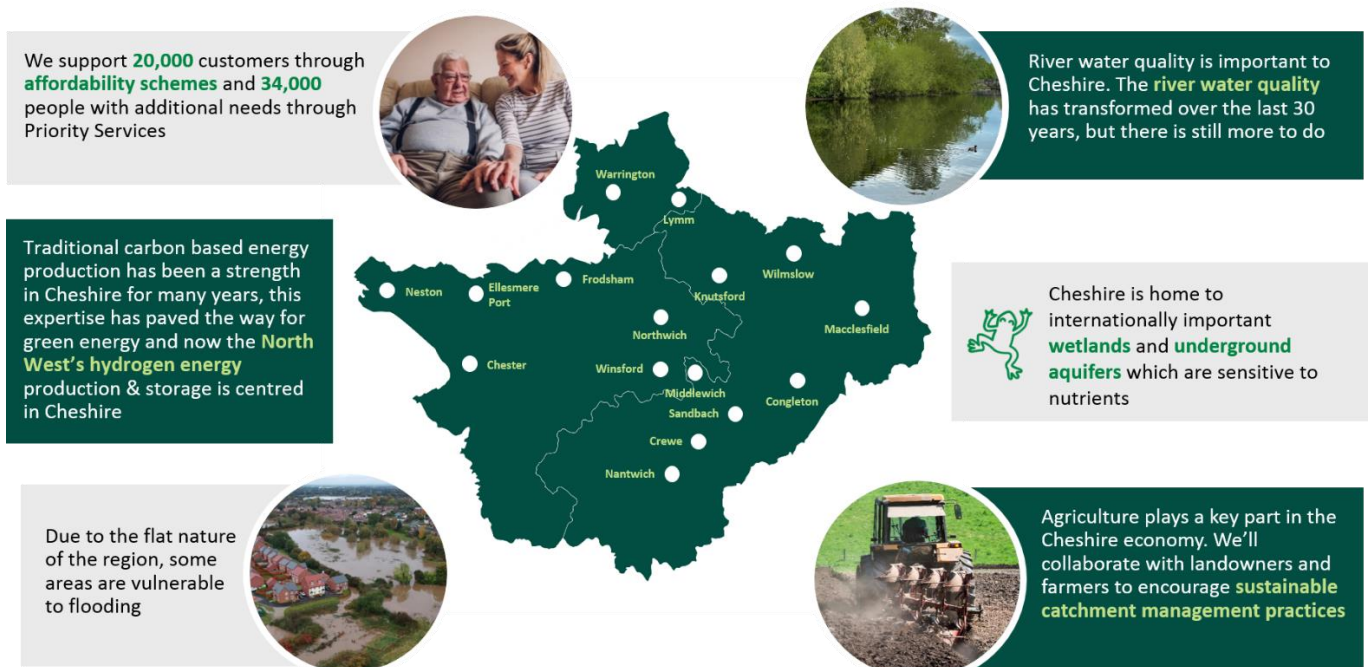 We support 20,000 customers through
affordability schemes and 34,000
people with additional needs through
Priority Services
River water quality is important to
Cheshire. The river water quality
has transformed over the last 30
years, but there is still more to do
Traditional carbon based energy
production has been a strength
in Cheshire for many years, this
expertise has paved the way for
green energy and now the North
West's hydrogen energy
production & storage is centred
in Cheshire
Warrington
Lymm
Wilmslow
Neston
Ellesmere
Port
Frodsham
Knutsford
Northwich
Macclesfield
Chester
Winsford
Middlewich
Congleton
Sandbach
Crewe
Nantwich
Cheshire is home to
internationally important
wetlands and underground
aquifers which are sensitive to
nutrients
Due to the flat nature
of the region, some
areas are vulnerable
to flooding
Agriculture plays a key part in the
Cheshire economy. We'll
collaborate with landowners and
farmers to encourage sustainable
catchment management practices